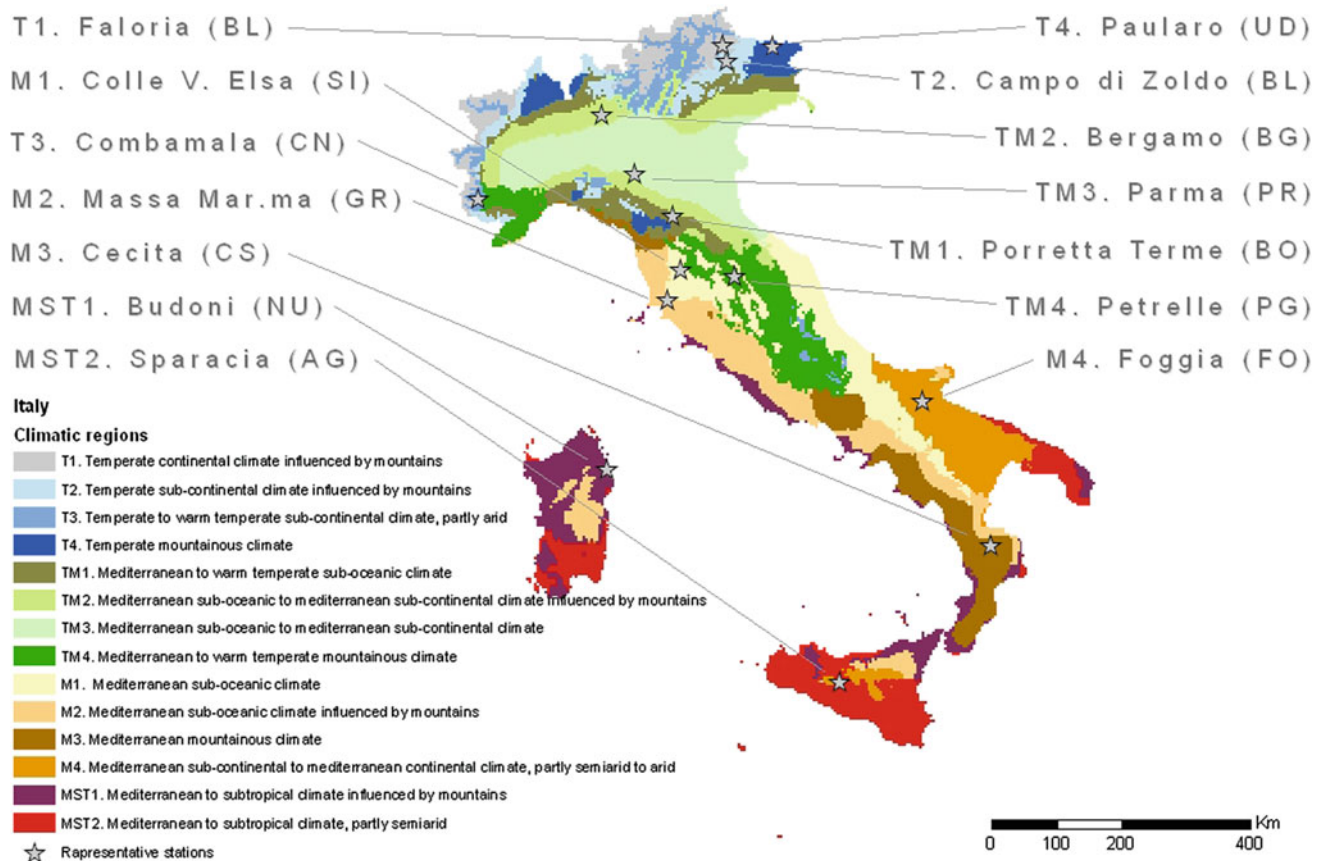 T1. Faloria (BL)
M1. Colle V. Elsa (SI)
T3. Combamala (CN)
M2. Massa Mar.ma (GR)
M3. Cecita (CS)
MST1. Budoni (NU)
MST2. Sparacia (AG)
T4. Paularo (UD)
T2. Campo di Zoldo (BL)
TM2. Bergamo (BG)
TM3. Parma (PR)
TM1. Porretta Terme (BO)
TM4. Petrelle (PG)
M4. Foggia (FO)
Italy
Climatic regions
T1. Temperate continental climate influenced by mountains
T2. Temperate sub-continental climate influenced by mountains
T3. Temperate to warm temperate sub-continental climate, partly arid
T4. Temperate mountainous climate
TM1. Mediterranean to warm temperate sub-oceanic climate
TM2. Mediterranean sub-oceanic to mediterranean sub-continental climate influenced by mountains
TM3. Mediterranean sub-oceanic to mediterranean sub-continental climate
TM4. Mediterranean to warm temperate mountainous climate
M1. Mediterranean sub-oceanic climate
M2. Mediterranean sub-oceanic climate influenced by mountains
M3. Mediterranean mountainous climate
M4. Mediterranean sub-continental to mediterranean continental climate, partly semiarid to arid
MST1. Mediterranean to subtropical climate influenced by mountains
MST2. Mediterranean to subtropical climate, partly semiarid
Rapresentative stations
Km
0 100 200 400